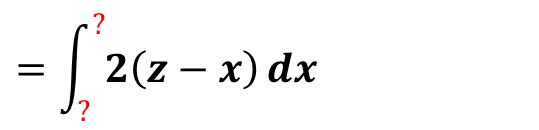 = ∫_?^? 2(z − x) dx